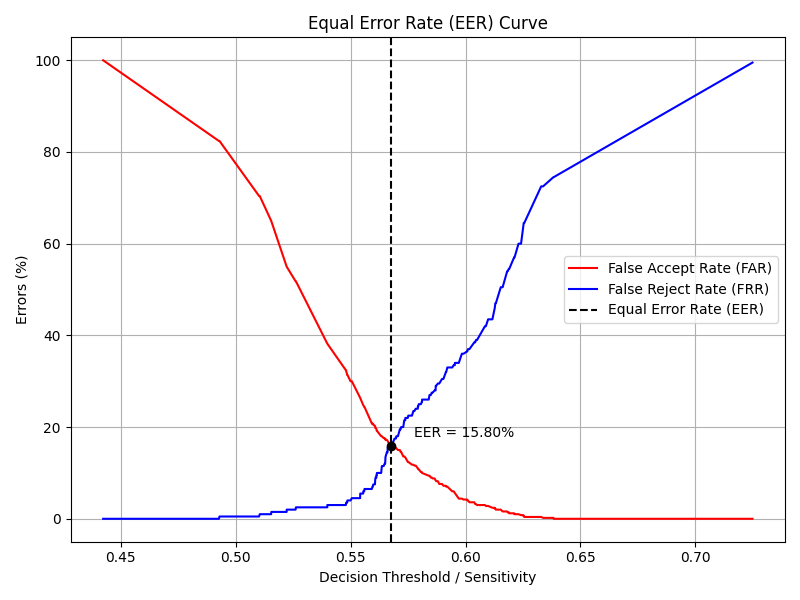 Equal Error Rate (EER) Curve
100
80
60
40
20
0
Errors (%)
False Accept Rate (FAR)
False Reject Rate (FRR)
Equal Error Rate (EER)
EER = 15.80%
0.45 0.50 0.55 0.60 0.65 0.70
Decision Threshold / Sensitivity